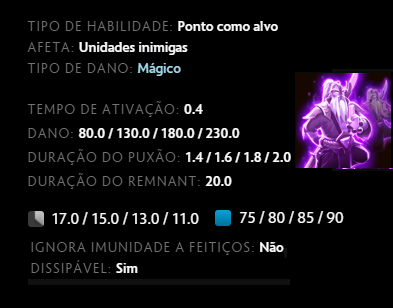 TIPO DE HABILIDADE: Ponto como alvo
AFETA: Unidades inimigas
TIPO DE DANO: Mágico
TEMPO DE ATIVAÇÃO: 0.4
DANO: 80.0 / 130.0 / 180.0 / 230.0
DURAÇÃO DO PUXÃO: 1.4 / 1.6 / 1.8 / 2.0
DURAÇÃO DO REMNANT: 20.0
17.0 / 15.0 / 13.0 / 11.0 75 / 80 / 85 / 90
IGNORA IMUNIDADE A FEITIÇOS: Não
DISSIPÁVEL: Sim